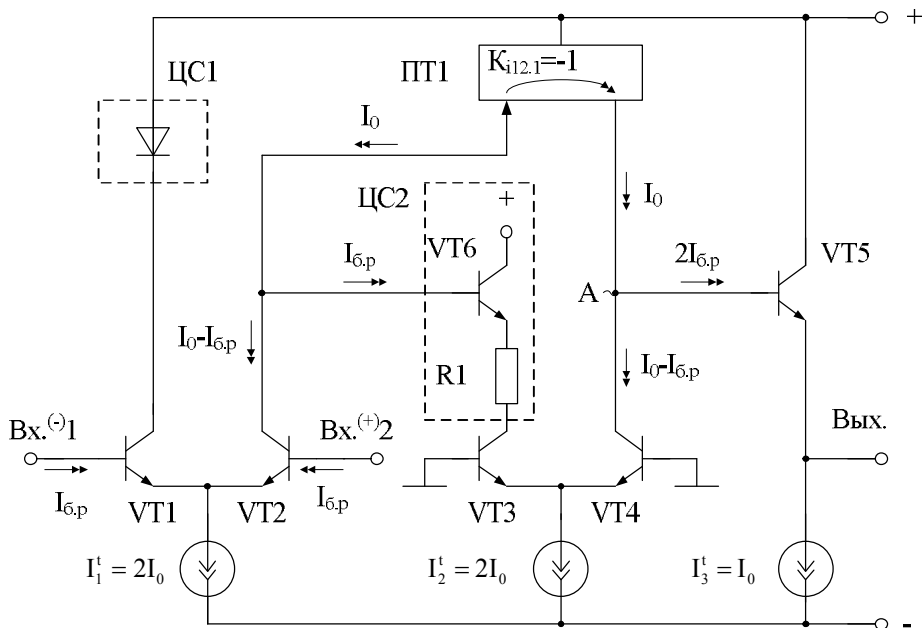 +
ЦС1
ПТ1
Ki12.1=-1
I0
ЦС2
+
I0
VT6
Iб.р
2Iб.р
VT5
А
I0-Iб.р
R1
I0-Iб.р
Вх.(-)1
Вх.(+)2
Вых.
Iб.р
VT1
VT2
Iб.р
VT3
VT4
I1t = 2I0
I2t = 2I0
I3t = I0
-